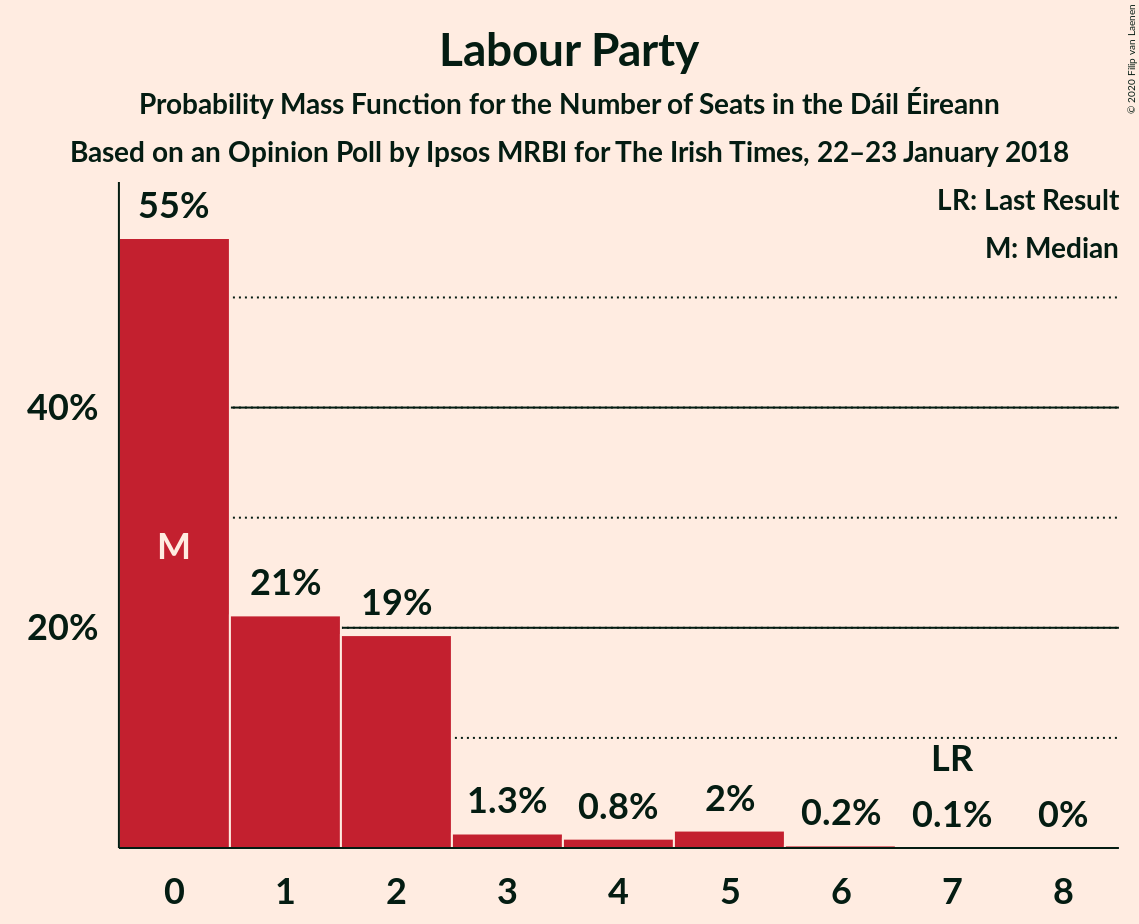 Labour Party
Probability Mass Function for the Number of Seats in the Dáil Éireann
Based on an Opinion Poll by Ipsos MRBI for The Irish Times, 22–23 January 2018
© 2020 Filip van Laenen
LR: Last Result
M: Median
55%
40%
M
21%
19%
20%
LR
1.3%
0.8%
2%
0.2%
0.1%
0%
0 1 2 3 4 5 6 7 8